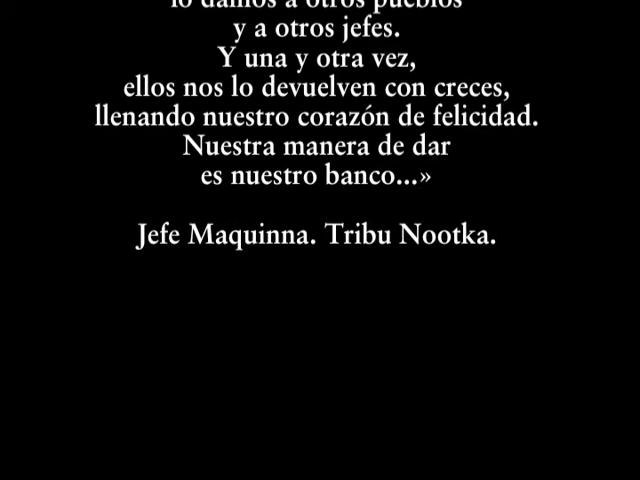 lo damos a otros pueblos
y a otros jefes.
Y una y otra vez,
ellos nos lo devuelven con creces,
llenando nuestro corazón de felicidad.
Nuestra manera de dar
es nuestro banco...»
Jefe Maquinna. Tribu Nootka.